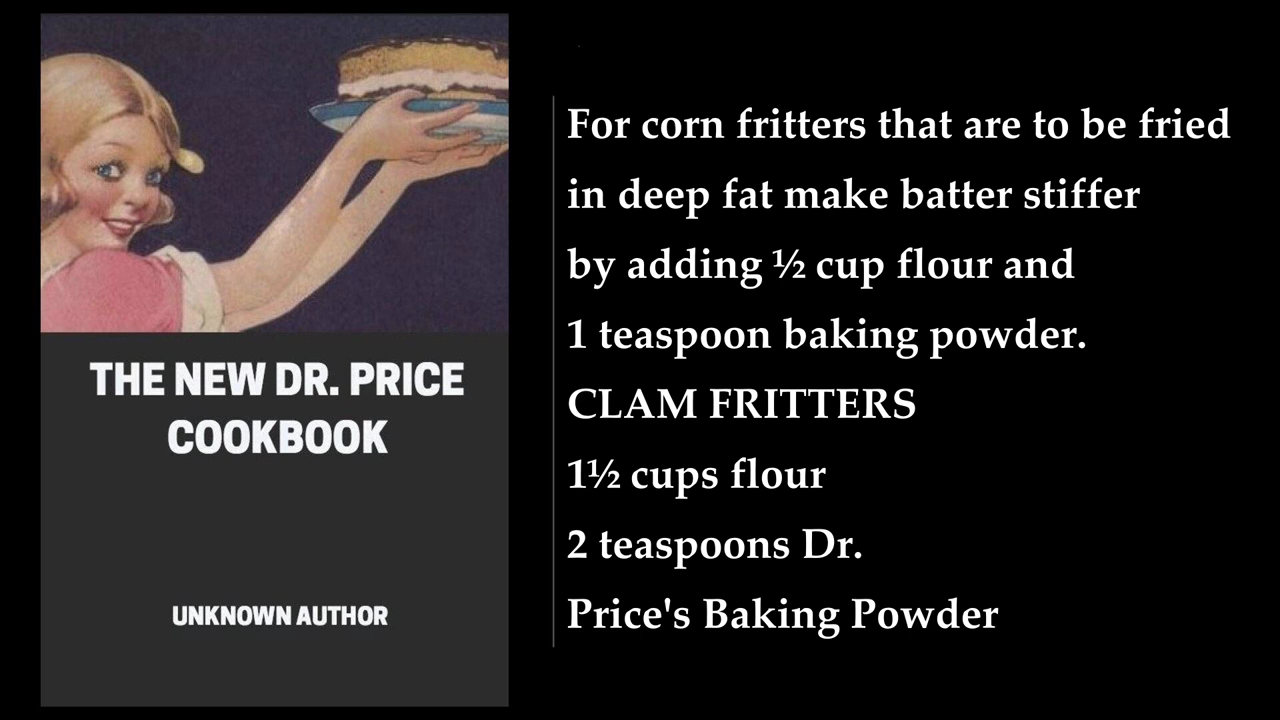 THE NEW DR. PRICE
COOKBOOK
UNKNOWN AUTHOR
For corn fritters that are to be fried
in deep fat make batter stiffer
by adding ½ cup flour and
1 teaspoon baking powder.
CLAM FRITTERS
1½ cups flour
2 teaspoons Dr.
Price's Baking Powder